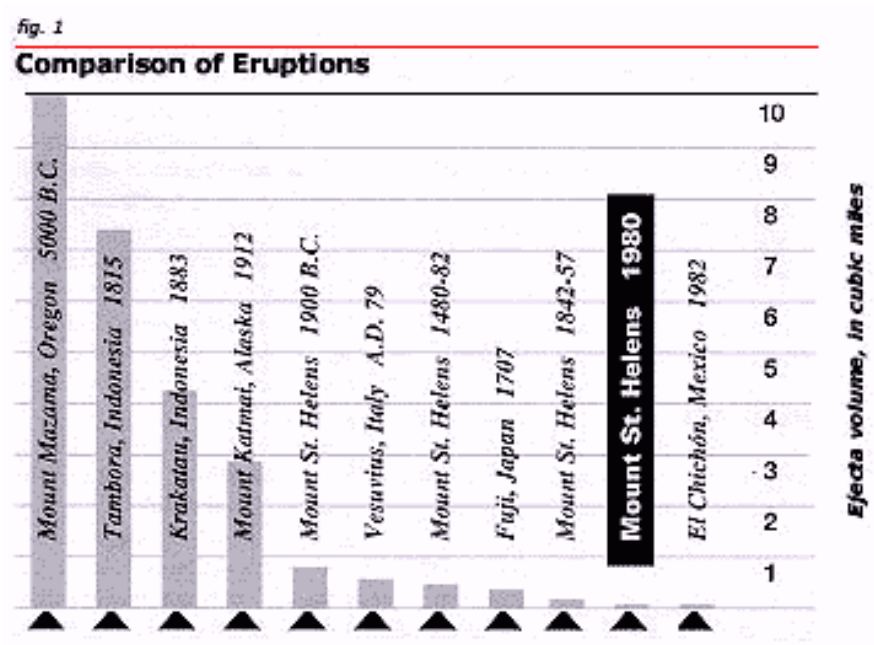 fig. 1
Comparison of Eruptions
Mount Mazama, Oregon 5000 B.C.
Tambora, Indonesia 1815
Krakatau, Indonesia 1883
Mount Katmai, Alaska 1912
Mount St. Helens 1900 B.C.
Vesuvius, Italy A.D. 79
Mount St. Helens 1480-82
Fuji, Japan 1707
Mount St. Helens 1842-57
Mount St. Helens 1980
El Chichón, Mexico 1982
10
9
8
7
6
5
4
3
2
1
Ejecta volume, in cubic miles